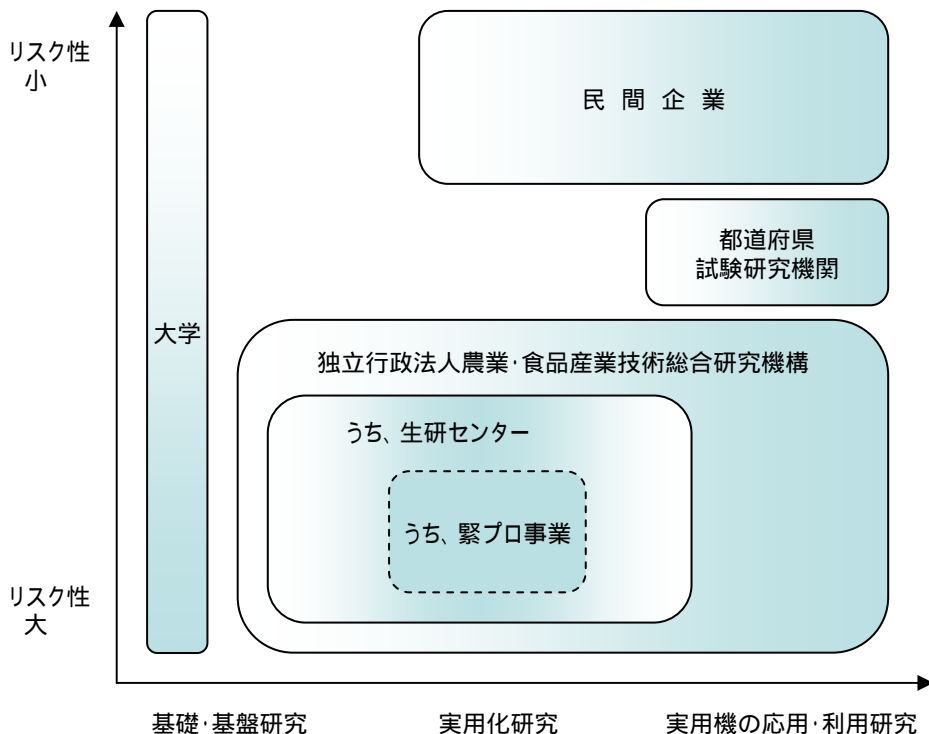 リスク性
小
民間企業
都道府県
試験研究機関
大学
独立行政法人農業・食品産業技術総合研究機構
うち、生研センター
うち、緊プロ事業
リスク性
大
基礎・基盤研究
実用化研究
実用機の応用・利用研究